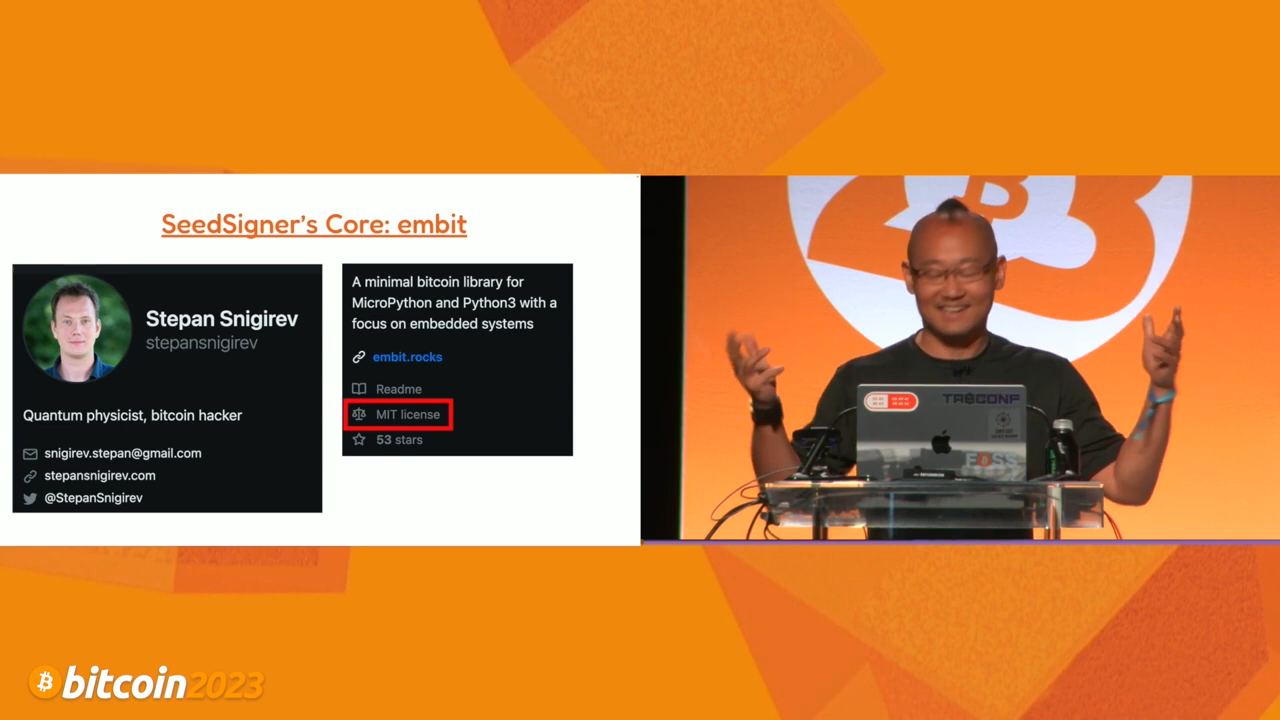 SeedSigner's Core: embit
Stepan Snigirev
stepansnigirev
Quantum physicist, bitcoin hacker
snigirev.stepan@gmail.com
stepansnigirev.com
@StepanSnigirev
A minimal bitcoin library for
MicroPython and Python3 with a
focus on embedded systems
embit.rocks
Readme
MIT license
53 stars
TABCONF
FOSS
bitcoin2023